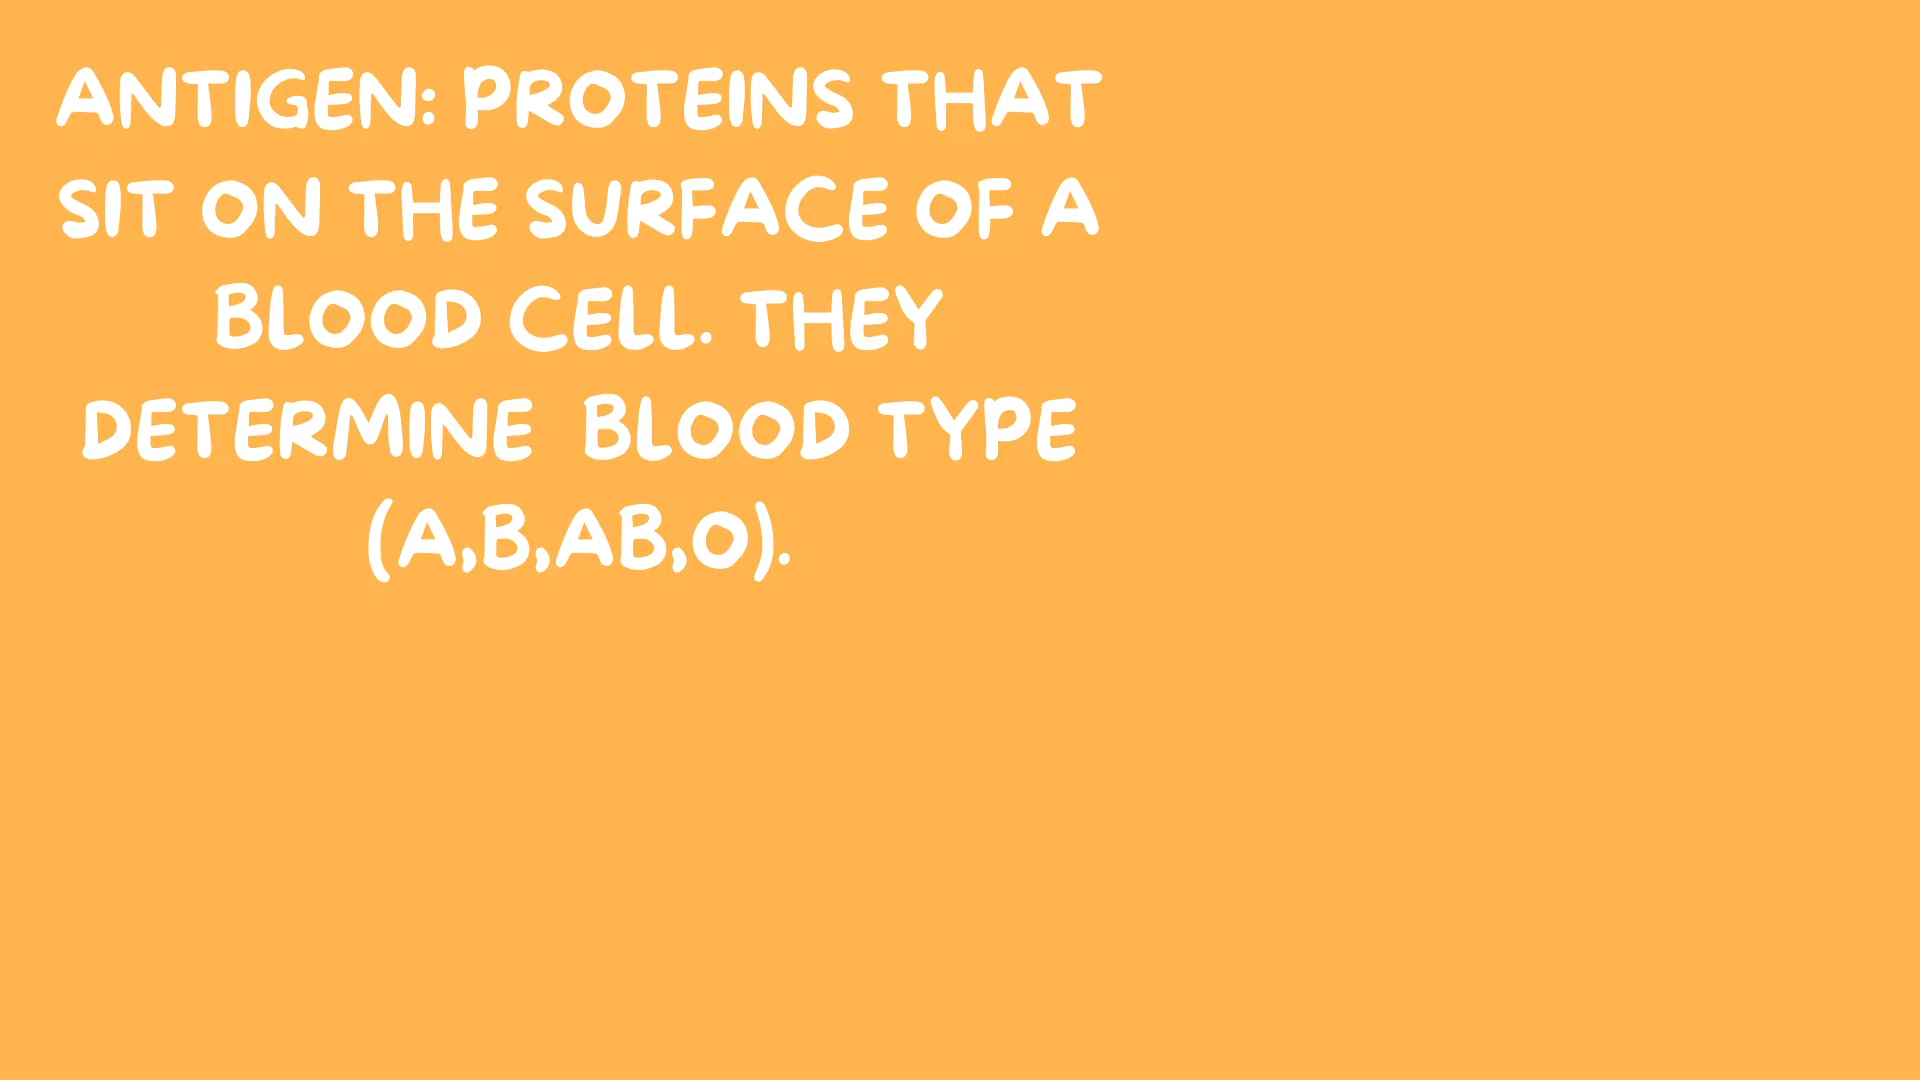 ANTIGEN: PROTEINS THAT
SIT ON THE SURFACE OF A
BLOOD CELL. THEY
DETERMINE  BLOOD TYPE
(A,B,AB,O).